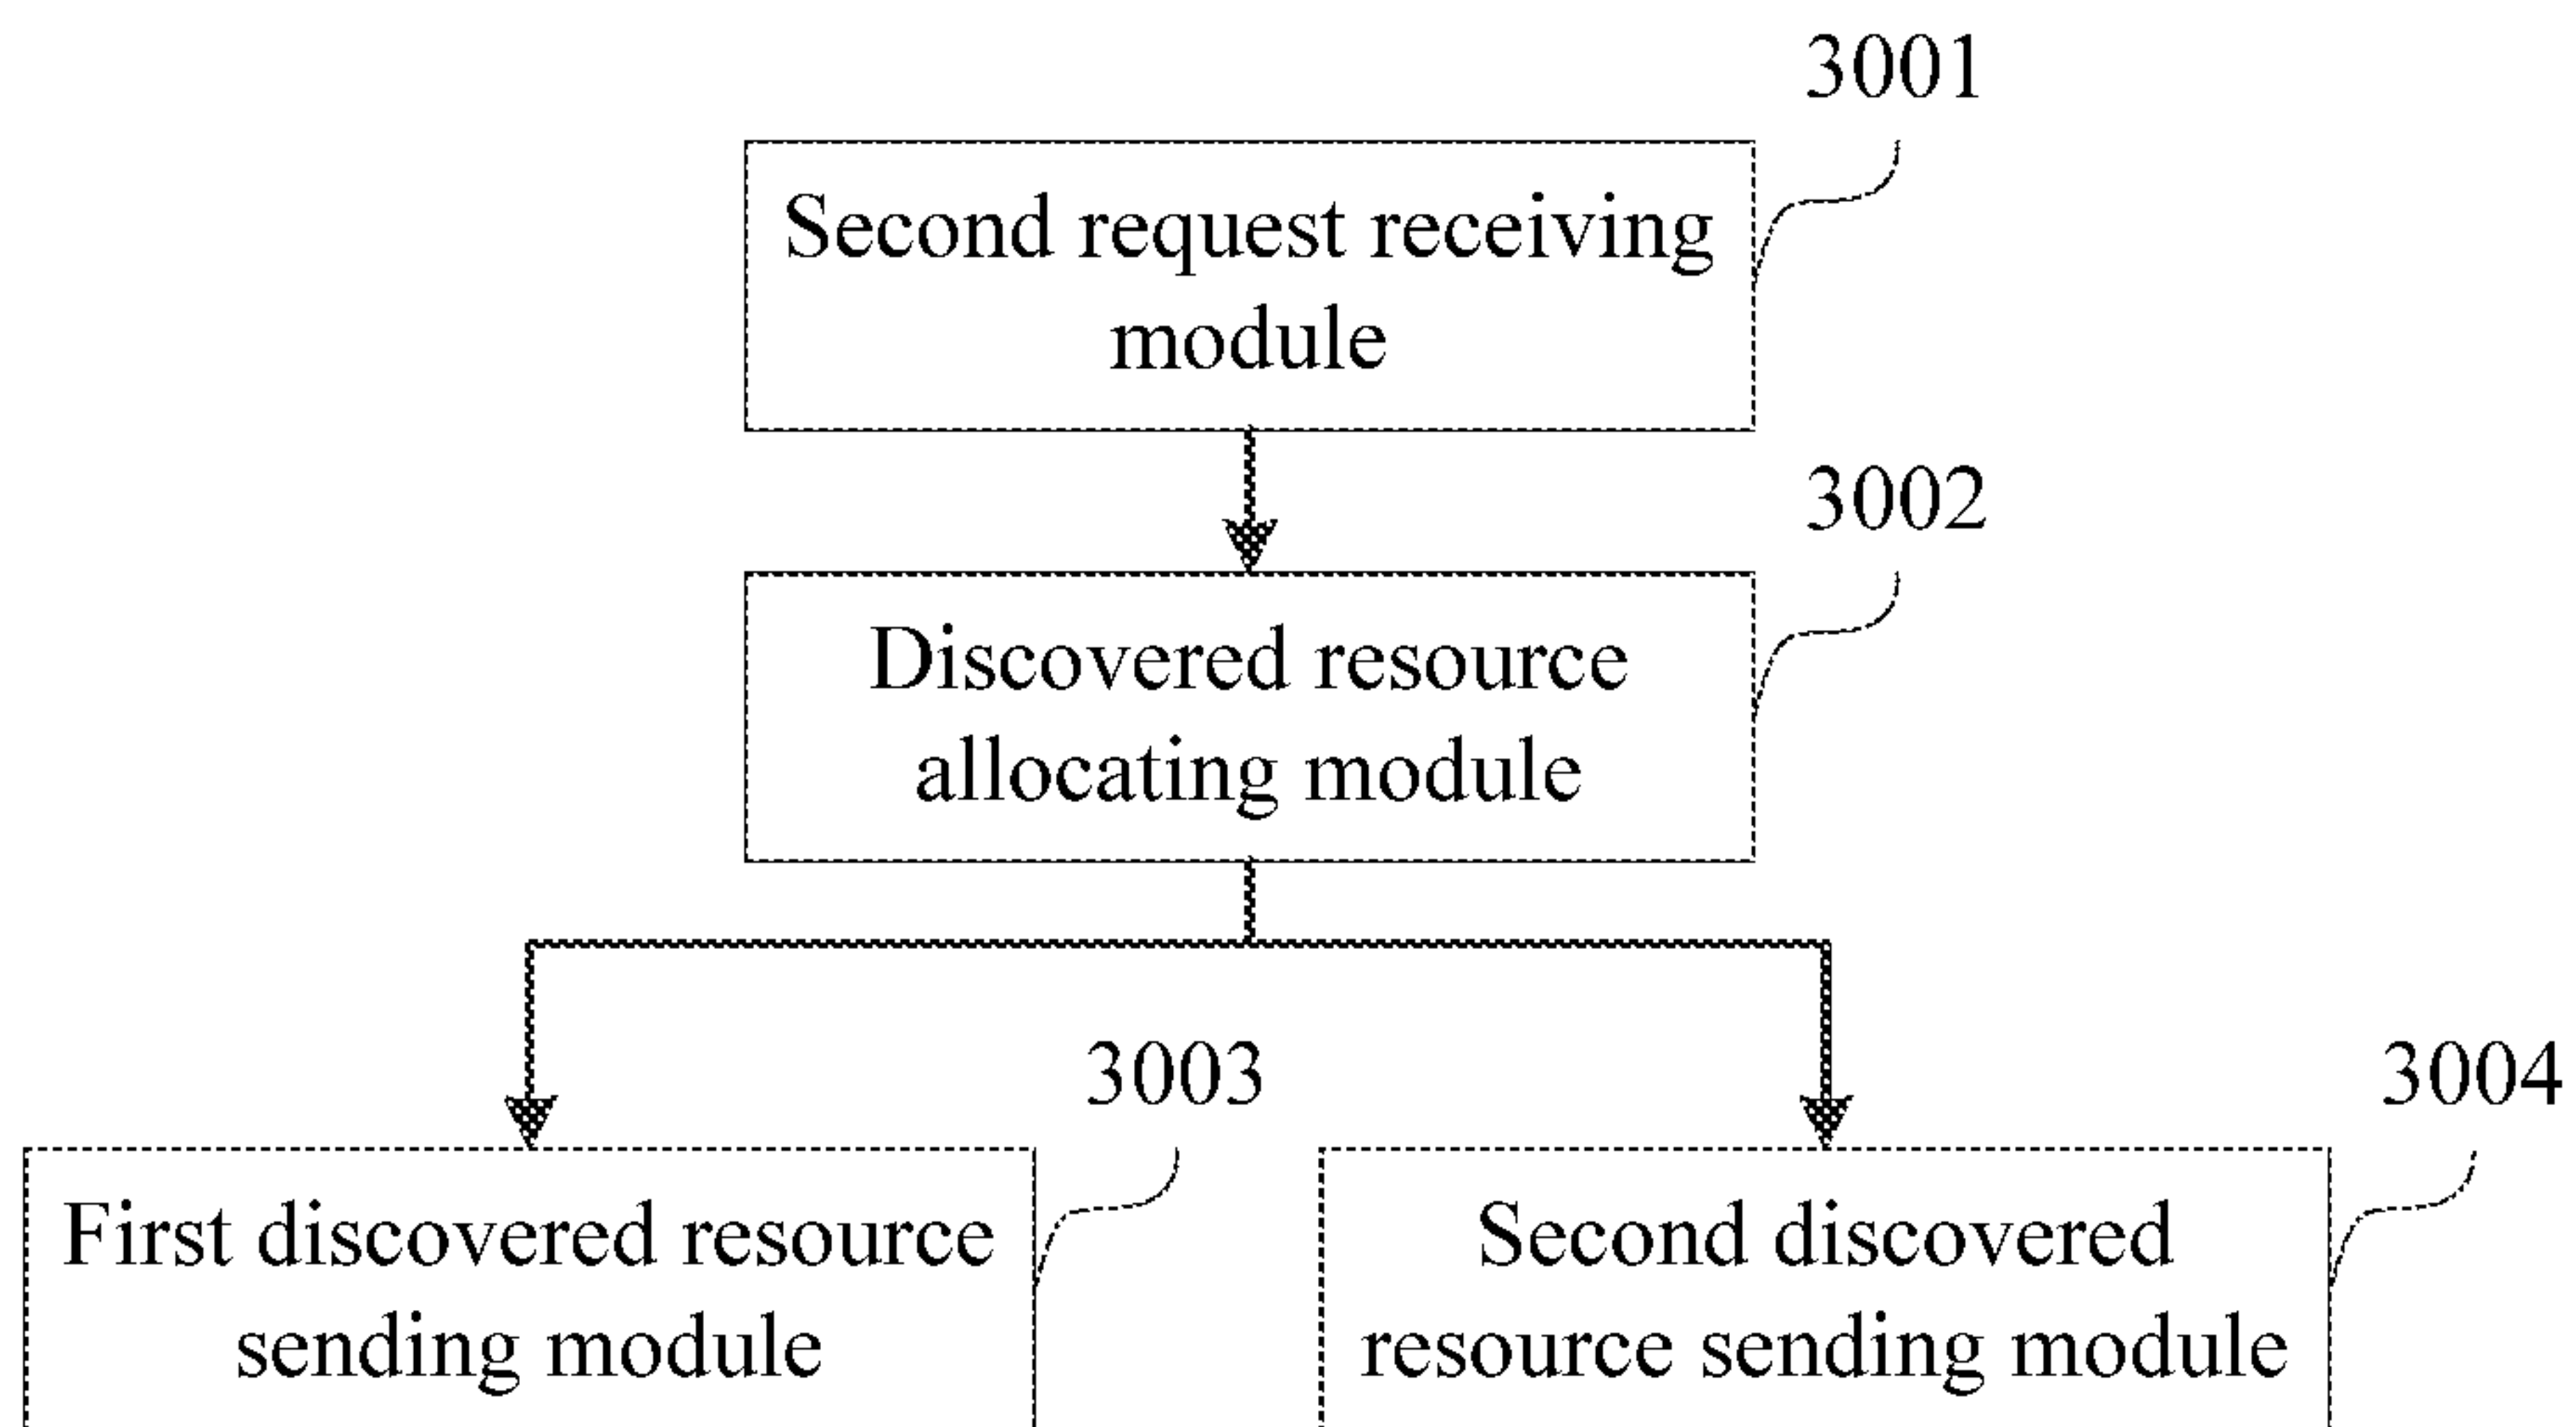 3001
Second request receiving
module
3002
Discovered resource
allocating module
3003
3004
First discovered resource
sending module
Second discovered
resource sending module